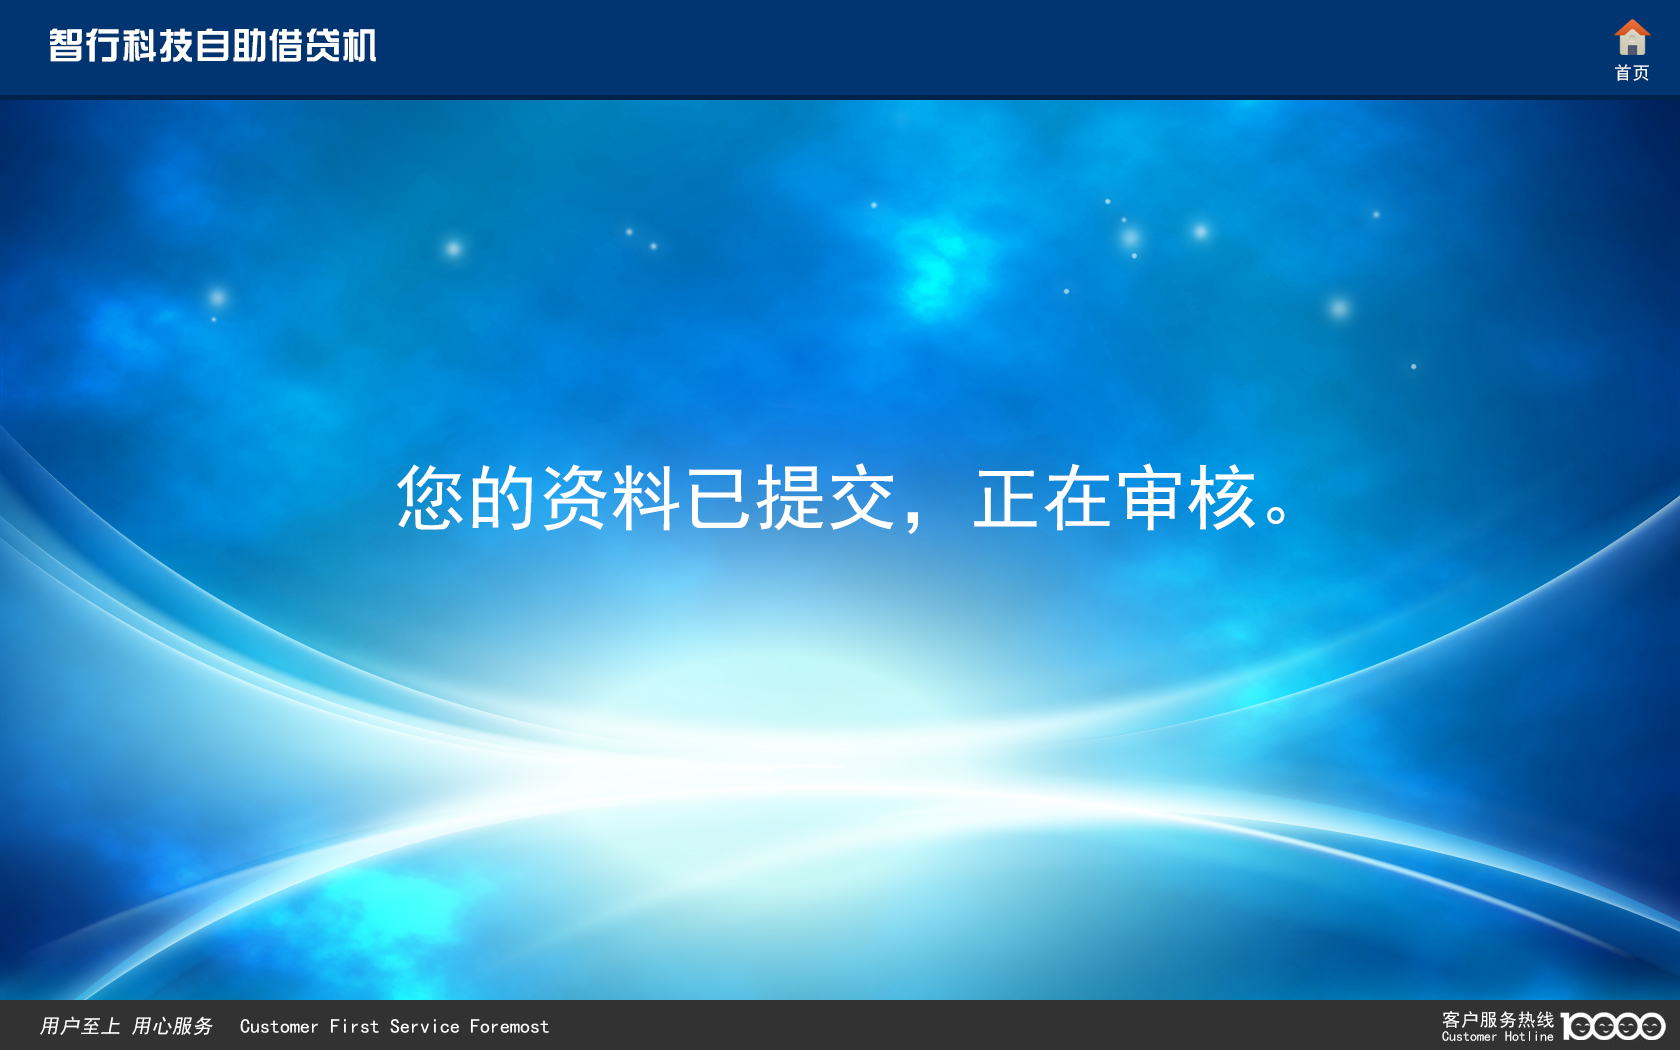 智行科技自助借贷机
首页
您的资料已提交，正在审核。
用户至上 用心服务 Customer First Service Foremost
客户服务热线
Customer Hotline
10000